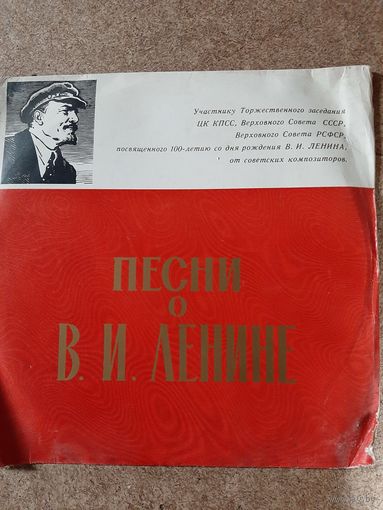 Участнику Торжественного заседания
ЦК КПСС, Верховного Совета СССР,
Верховного Совета РСФСР,
посвященного 100-летию со дня рождения В. И. ЛЕНИНА,
от советских композиторов.
ПЕСНИ
О
В. И. ЛЕНИНЕ